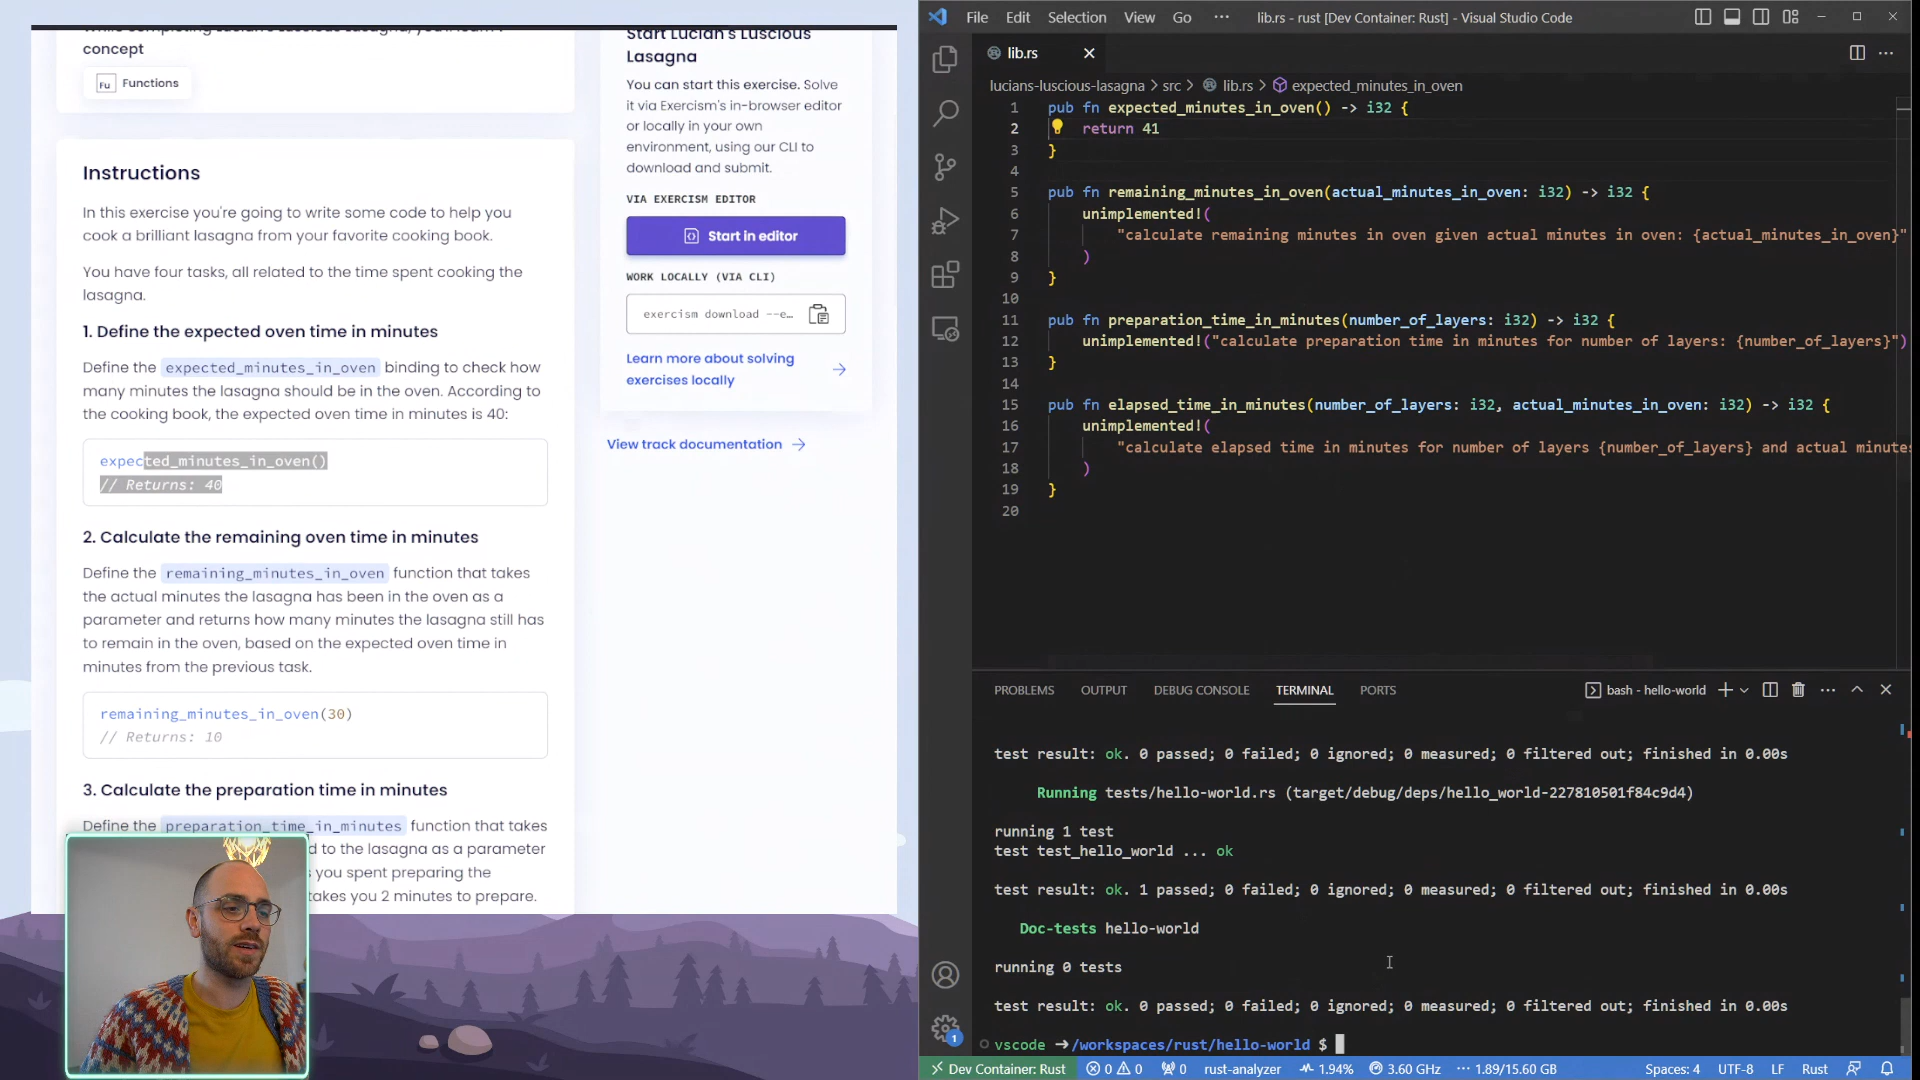 concept
Fu Functions
Instructions
In this exercise you're going to write some code to help you
cook a brilliant lasagna from your favorite cooking book.
You have four tasks, all related to the time spent cooking the
lasagna.
1. Define the expected oven time in minutes
Define the expected_minutes_in_oven binding to check how
many minutes the lasagna should be in the oven. According to
the cooking book, the expected oven time in minutes is 40:
expected_minutes_in_oven()
// Returns: 40
2. Calculate the remaining oven time in minutes
Define the remaining_minutes_in_oven function that takes
the actual minutes the lasagna has been in the oven as a
parameter and returns how many minutes the lasagna still has
to remain in the oven, based on the expected oven time in
minutes from the previous task.
remaining_minutes_in_oven(30)
// Returns: 10
3. Calculate the preparation time in minutes
Define the preparation_time_in_minutes function that takes
d to the lasagna as a parameter
s you spent preparing the
takes you 2 minutes to prepare.
Start Lucian's Luscious
Lasagna
You can start this exercise. Solve
it via Exercism's in-browser editor
or locally in your own
environment, using our CLI to
download and submit.
VIA EXERCISM EDITOR
Start in editor
WORK LOCALLY (VIA CLI)
exercism download --e…
Learn more about solving
exercises locally
View track documentation
File Edit Selection View Go ··· lib.rs - rust [Dev Container: Rust] - Visual Studio Code
lib.rs
lucians-luscious-lasagna > src > lib.rs > expected_minutes_in_oven
1 pub fn expected_minutes_in_oven() -> i32 {
2 return 41
3 }
4
5 pub fn remaining_minutes_in_oven(actual_minutes_in_oven: i32) -> i32 {
6 unimplemented!(
7 "calculate remaining minutes in oven given actual minutes in oven: {actual_minutes_in_oven}"
8 )
9 }
10
11 pub fn preparation_time_in_minutes(number_of_layers: i32) -> i32 {
12 unimplemented!("calculate preparation time in minutes for number of layers: {number_of_layers}")
13 }
14
15 pub fn elapsed_time_in_minutes(number_of_layers: i32, actual_minutes_in_oven: i32) -> i32 {
16 unimplemented!(
17 "calculate elapsed time in minutes for number of layers {number_of_layers} and actual minutes
18 )
19 }
20
PROBLEMS OUTPUT DEBUG CONSOLE TERMINAL PORTS bash - hello-world
test result: ok. 0 passed; 0 failed; 0 ignored; 0 measured; 0 filtered out; finished in 0.00s
Running tests/hello-world.rs (target/debug/deps/hello_world-227810501f84c9d4)
running 1 test
test test_hello_world ... ok
test result: ok. 1 passed; 0 failed; 0 ignored; 0 measured; 0 filtered out; finished in 0.00s
Doc-tests hello-world
running 0 tests
test result: ok. 0 passed; 0 failed; 0 ignored; 0 measured; 0 filtered out; finished in 0.00s
vscode →/workspaces/rust/hello-world $
1
Dev Container: Rust 0 0 0 rust-analyzer 1.94% 3.60 GHz 1.89/15.60 GB Spaces: 4 UTF-8 LF Rust